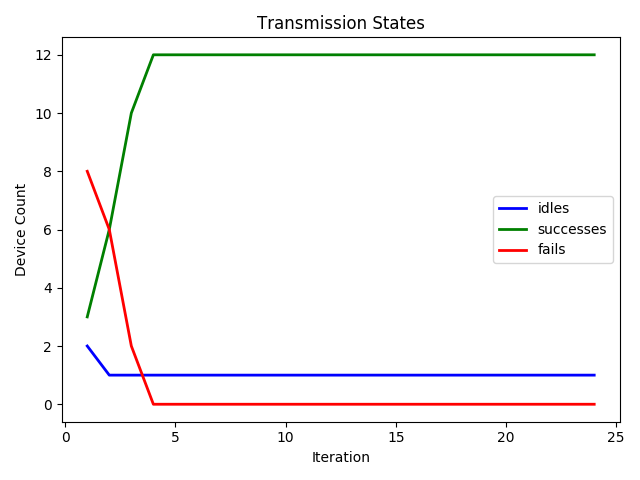 Transmission States
Device Count
12
10
8
6
4
2
0
idles
successes
fails
0 5 10 15 20 25
Iteration